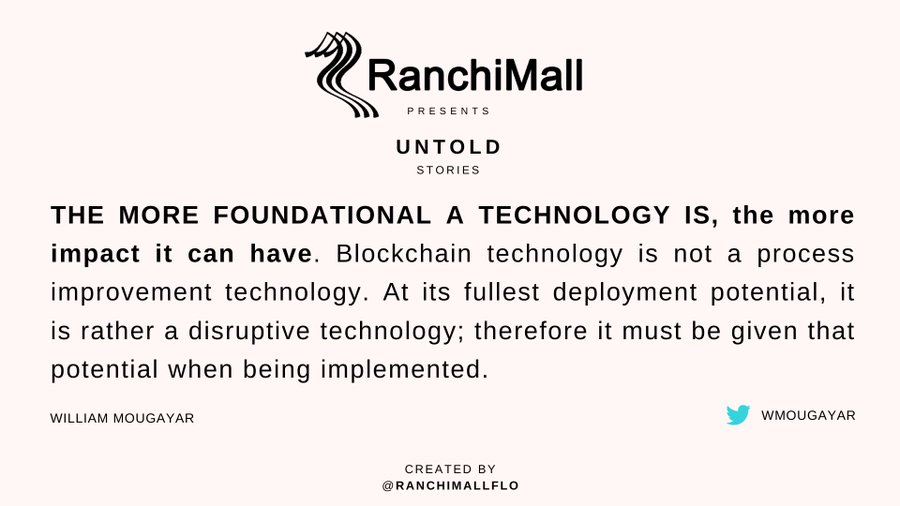 RanchiMall
PRESENTS
UNTOLD
STORIES
THE MORE FOUNDATIONAL A TECHNOLOGY IS, the more
impact it can have. Blockchain technology is not a process
improvement technology. At its fullest deployment potential, it
is rather a disruptive technology; therefore it must be given that
potential when being implemented.
WILLIAM MOUGAYAR
WMOUGAYAR
CREATED BY
@RANCHIMALLFLO